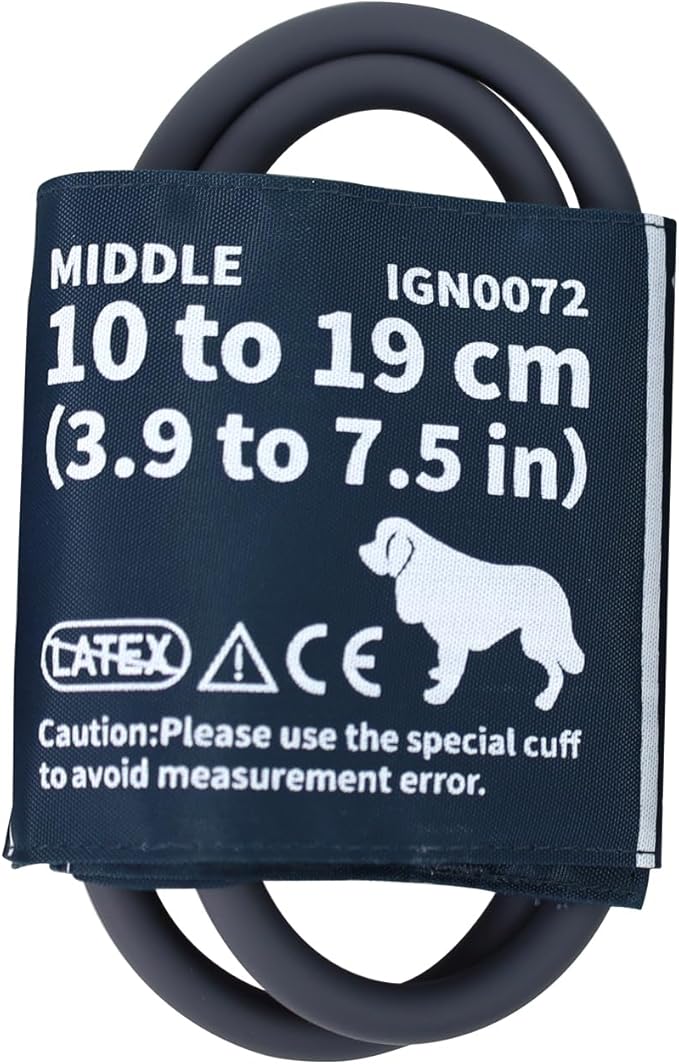 MIDDLE IGN0072
10 to 19 cm
(3.9 to 7.5 in)
LATEX CE
Caution:Please use the special cuff
to avoid measurement error.